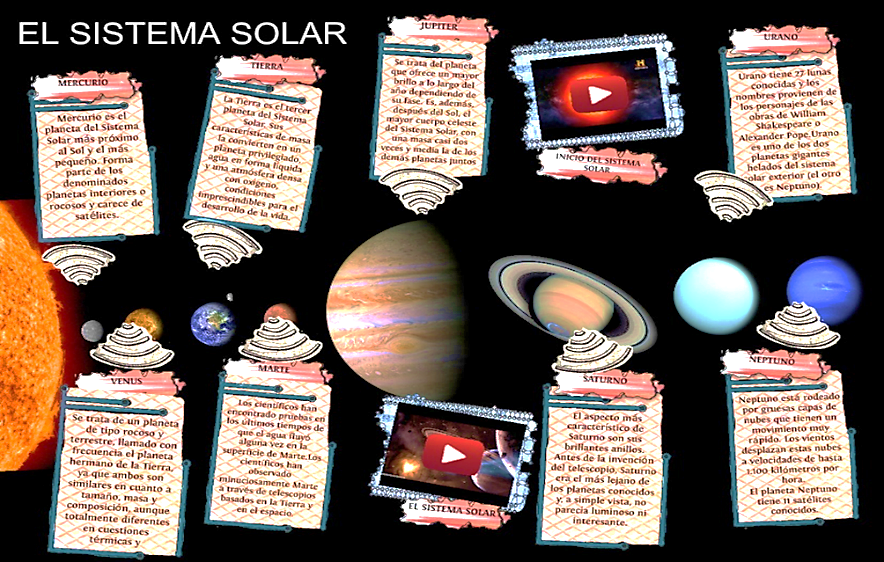 EL SISTEMA SOLAR
MERCURIO
Mercurio es el
planeta del Sistema
Solar más próximo
al Sol y el más
pequeño. Forma
parte de los
denominados
planetas interiores o
rocosos y carece de
satélites.
TIERRA
La Tierra es el tercer
planeta del Sistema
Solar. Sus
características de masa
la convierten en un
planeta privilegiado,
agua en forma líquida
y una atmósfera densa
con oxígeno,
condiciones
imprescindibles para el
desarrollo de la vida.
JUPITER
Se trata del planeta
que ofrece un mayor
brillo a lo largo del
año dependiendo de
su fase. Es, además,
después del Sol, el
mayor cuerpo celeste
del Sistema Solar, con
una masa casi dos
veces y media la de los
demás planetas juntos
H
INICIO DEL SISTEMA
SOLAR
URANO
Urano tiene 27 lunas
conocidas y los
nombres provienen de
los personajes de las
obras de William
Shakespeare o
Alexander Pope.Urano
es uno de los dos
planetas gigantes
helados del sistema
solar exterior (el otro
es Neptuno)
VENUS
Se trata de un planeta
de tipo rocoso y
terrestre, llamado con
frecuencia el planeta
hermano de la Tierra,
ya que ambos son
similares en cuanto a
tamaño, masa y
composición, aunque
totalmente diferentes
en cuestiones
térmicas y
MARTE
Los científicos han
encontrado pruebas en
los últimos tiempos de
que el agua fluyó
alguna vez en la
superficie de Marte.Los
científicos han
observado
minuciosamente Marte
a través de telescopios
basados en la Tierra y
en el espacio.
EL SISTEMA SOLAR
SATURNO
El aspecto más
característico de
Saturno son sus
brillantes anillos.
Antes de la invención
del telescopio, Saturno
era el más lejano de
los planetas conocidos
y, a simple vista, no
parecía luminoso ni
interesante.
NEPTUNO
Neptuno está rodeado
por gruesas capas de
nubes que tienen un
movimiento muy
rápido. Los vientos
desplazan estas nubes
a velocidades de hasta
1.100 kilómetros por
hora.
El planeta Neptuno
tiene 11 satélites
conocidos.